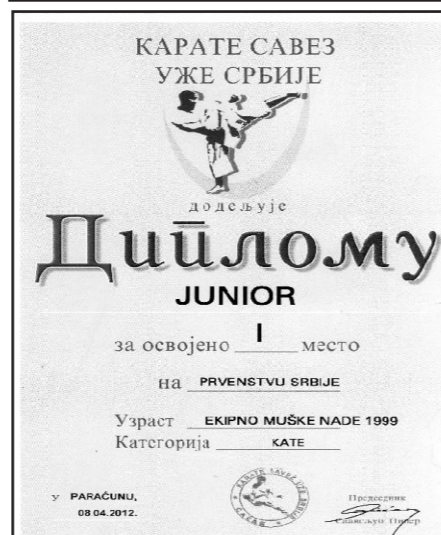 КАРАТЕ САВЕЗ
УЖЕ СРБИЈЕ
додељује
Диплому
JUNIOR
за освојено I место
на PRVENSTVU SRBIJE
Узраст EKIPNO MUŠKE NADE 1999
Категорија KATE
У PARAĆUNU,
08.04.2012.
Председник